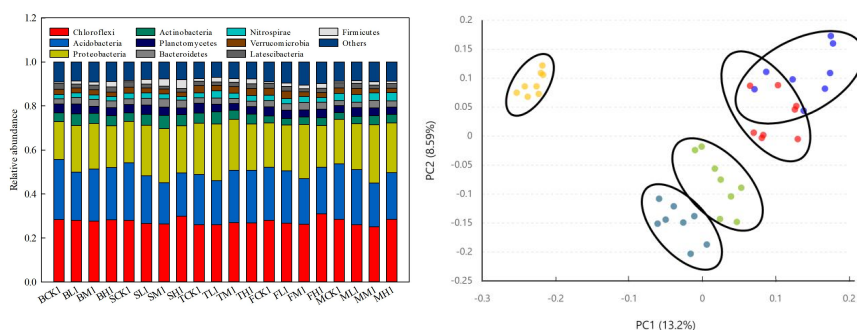 1.2
1.0
0.8
0.6
0.4
0.2
0.0
Relative abundance
Chloroflexi
Acidobacteria
Proteobacteria
Actinobacteria
Planctomycetes
Bacteroidetes
Nitrospirae
Verrucomicrobia
Latescibacteria
Firmicutes
Others
BCK1 BL1 BM1 BH1 SCK1 SL1 SM1 SH1 TCK1 TL1 TM1 TH1 FCK1 FL1 FM1 FH1 MCK1 ML1 MM1 MH1
PC2 (8.59%)
0.2
0.15
0.1
0.05
0
-0.05
-0.1
-0.15
-0.2
-0.25
-0.3 -0.2 -0.1 0 0.1 0.2
PC1 (13.2%)